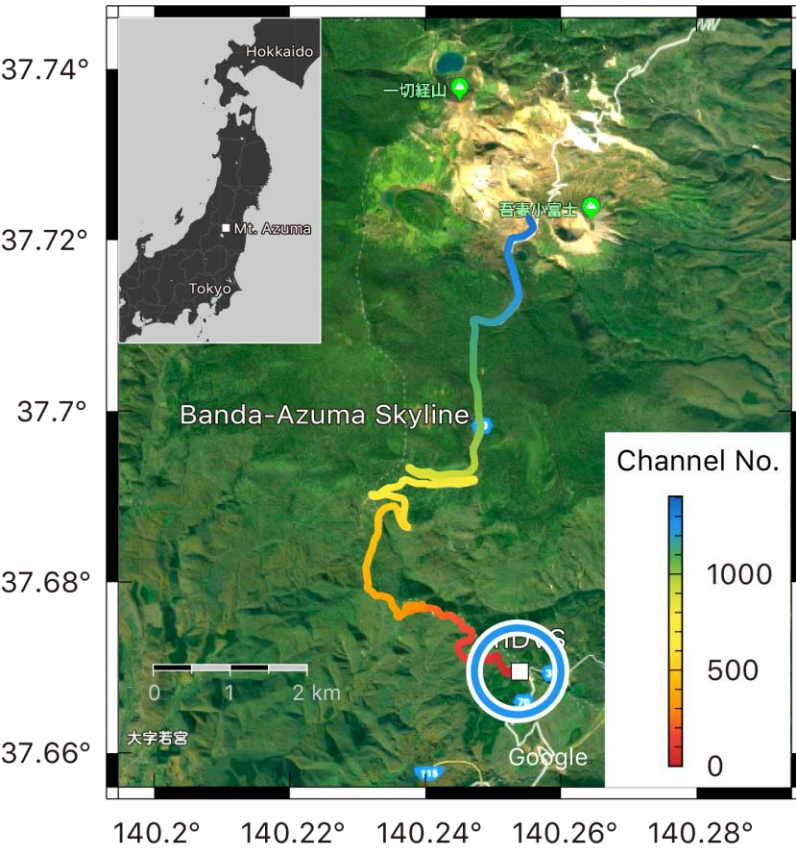 Hokkaido
37.74°
一切経山
吾妻小富士
Mt. Azuma
37.72°
Tokyo
37.7°
Banda-Azuma Skyline
Channel No.
1000
37.68°
500
0
0 1 2 km
70
大字若宮
37.66°
Google
115
140.2° 140.22° 140.24° 140.26° 140.28°